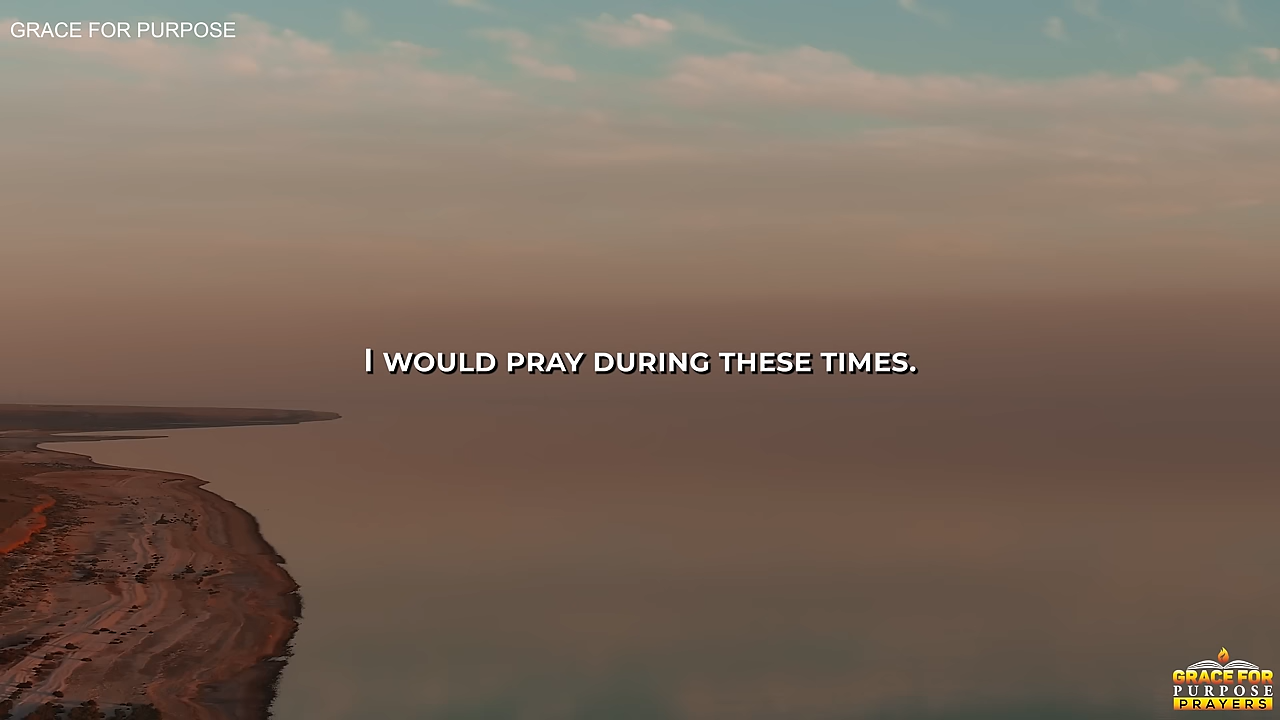 GRACE FOR PURPOSE
I WOULD PRAY DURING THESE TIMES.
GRACE FOR
PURPOSE
PRAYERS